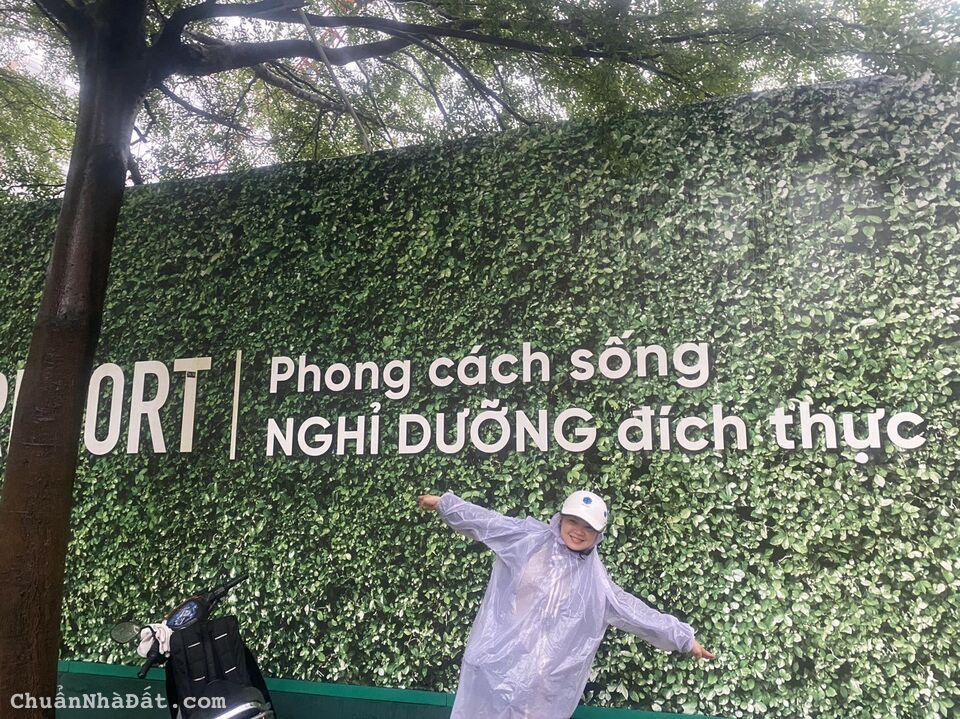 ORT
Phong cách sống
NGHỈ DƯỠNG đích thực
ChuẩnNhàĐất.com